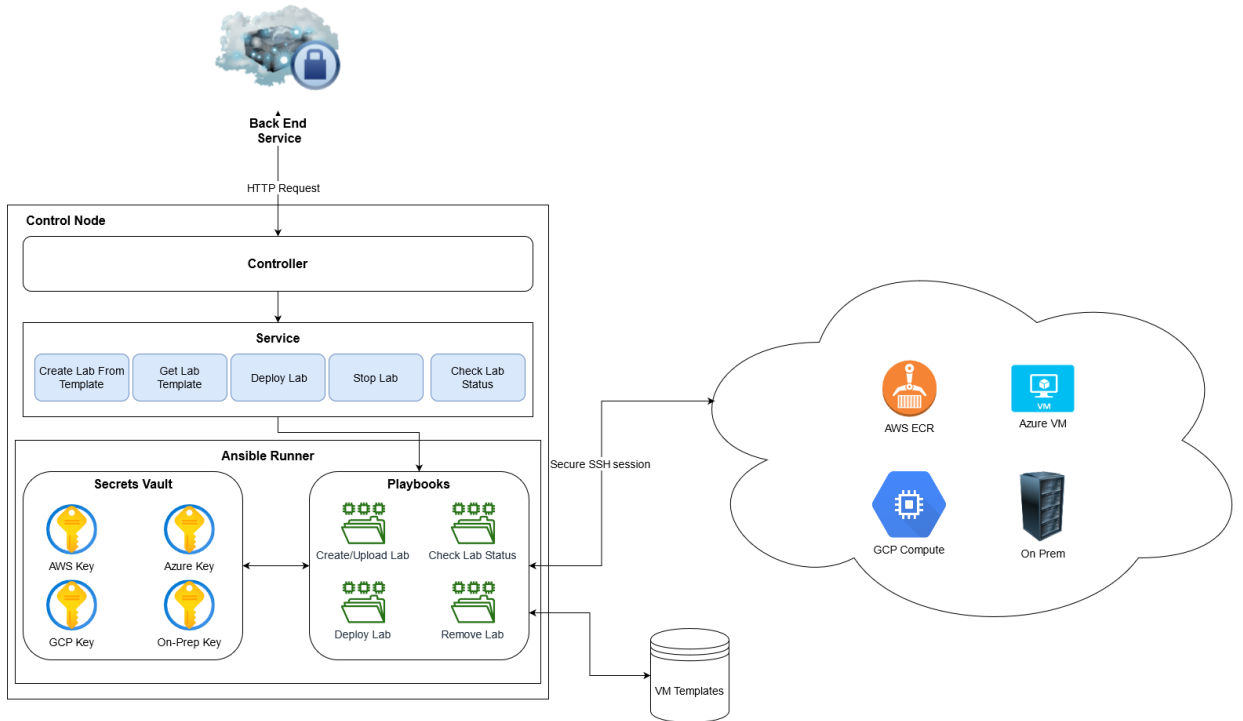 Back End
Service
HTTP Request
Control Node
Controller
Service
Create Lab From
Template
Get Lab
Template
Deploy Lab
Stop Lab
Check Lab
Status
Ansible Runner
Secrets Vault
AWS Key
Azure Key
GCP Key
On-Prep Key
Playbooks
Create/Upload Lab
Check Lab Status
Deploy Lab
Remove Lab
Secure SSH session
VM Templates
AWS ECR
VM
Azure VM
GCP Compute
On Prem